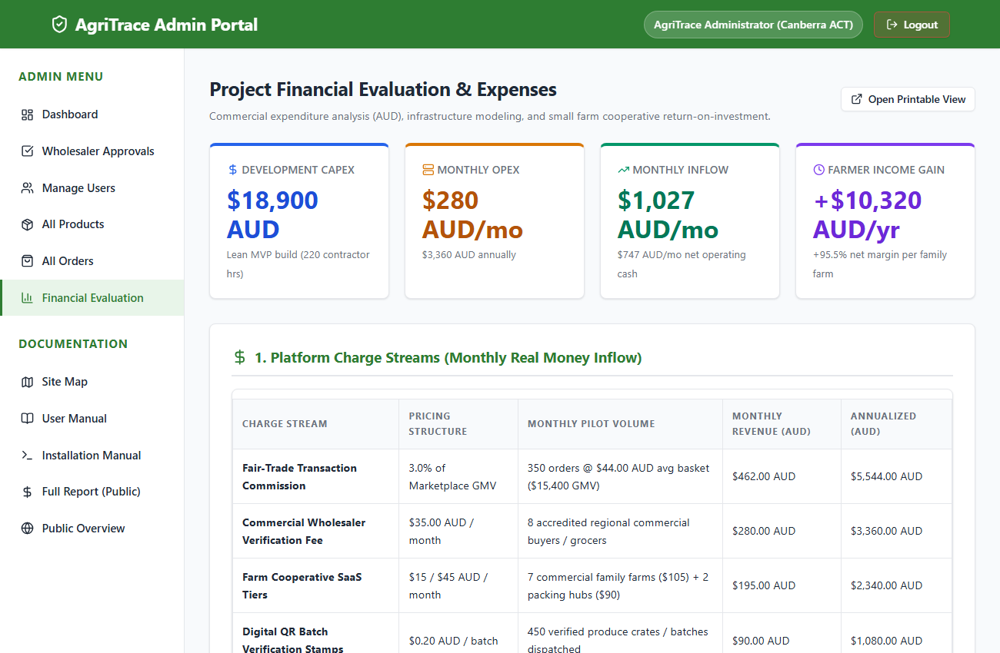 AgriTrace Admin Portal
AgriTrace Administrator (Canberra ACT)
Logout
ADMIN MENU
Dashboard
Wholesaler Approvals
Manage Users
All Products
All Orders
Financial Evaluation
DOCUMENTATION
Site Map
User Manual
Installation Manual
Full Report (Public)
Public Overview
Project Financial Evaluation & Expenses
Commercial expenditure analysis (AUD), infrastructure modeling, and small farm cooperative return-on-investment.
Open Printable View
DEVELOPMENT CAPEX
$18,900
AUD
Lean MVP build (220 contractor
hrs)
MONTHLY OPEX
$280
AUD/mo
$3,360 AUD annually
MONTHLY INFLOW
$1,027
AUD/mo
$747 AUD/mo net operating
cash
FARMER INCOME GAIN
+$10,320
AUD/yr
+95.5% net margin per family
farm
1. Platform Charge Streams (Monthly Real Money Inflow)
CHARGE STREAM
PRICING
STRUCTURE
MONTHLY PILOT VOLUME
MONTHLY
REVENUE (AUD)
ANNUALIZED
(AUD)
Fair-Trade Transaction
Commission
3.0% of
Marketplace GMV
350 orders @ $44.00 AUD avg basket
($15,400 GMV)
$462.00 AUD
$5,544.00 AUD
Commercial Wholesaler
Verification Fee
$35.00 AUD /
month
8 accredited regional commercial
buyers / grocers
$280.00 AUD
$3,360.00 AUD
Farm Cooperative SaaS
Tiers
$15 / $45 AUD /
month
7 commercial family farms ($105) + 2
packing hubs ($90)
$195.00 AUD
$2,340.00 AUD
Digital QR Batch
Verification Stamps
$0.20 AUD / batch
450 verified produce crates / batches
dispatched
$90.00 AUD
$1,080.00 AUD